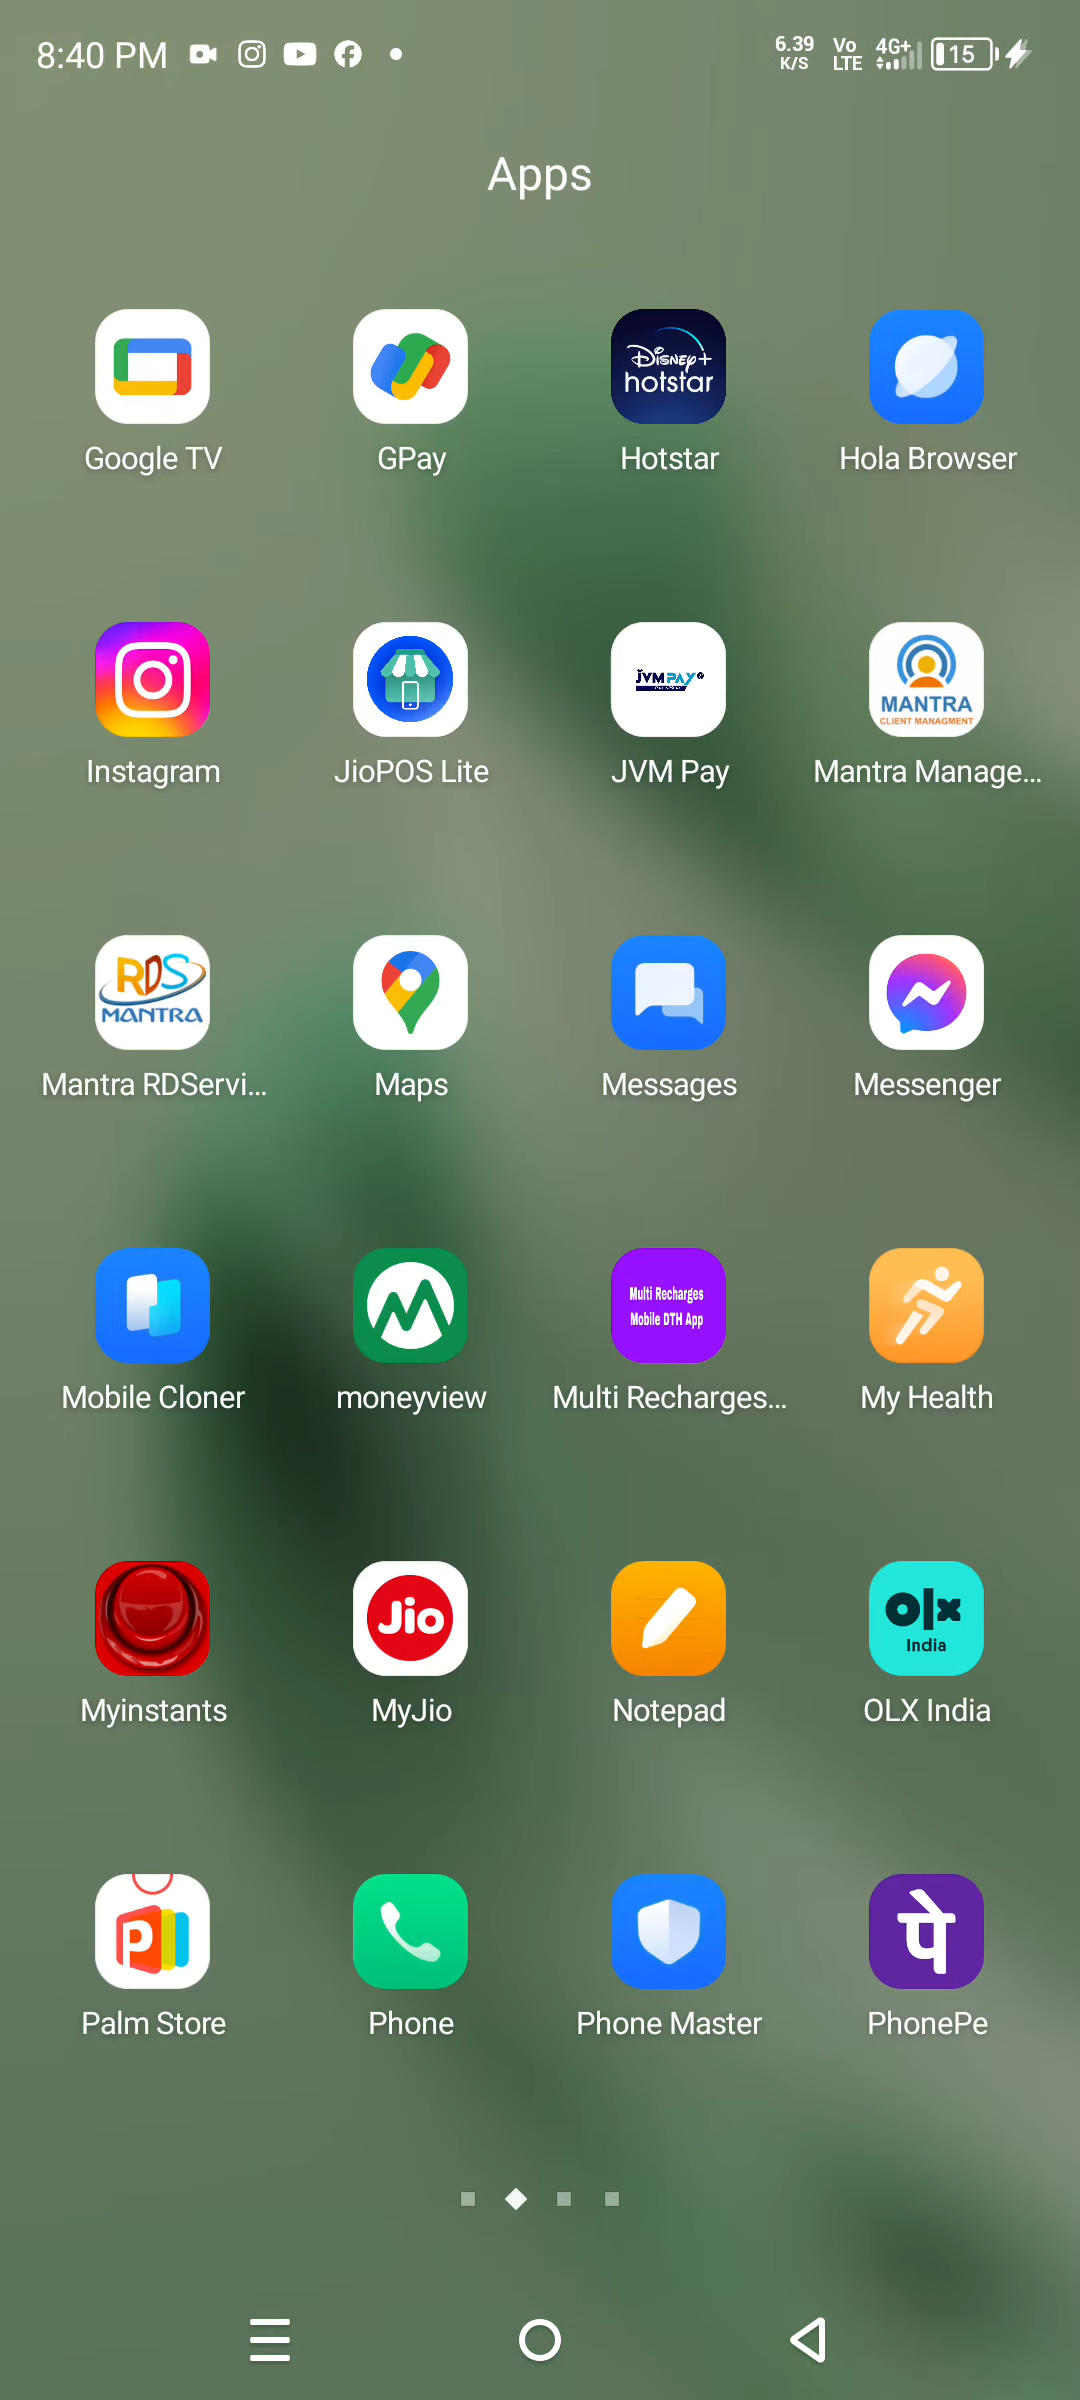 8:40 PM
6.39
K/S
Vo
LTE
4G+
15
Apps
Disney+
hotstar
Google TV
GPay
Hotstar
Hola Browser
JVM PAY
MANTRA
CLIENT MANAGMENT
Instagram
JioPOS Lite
JVM Pay
Mantra Manage...
RDS
MANTRA
Mantra RDServi...
Maps
Messages
Messenger
Multi Recharges
Mobile DTH App
Mobile Cloner
moneyview
Multi Recharges...
My Health
Jio
olx
India
Myinstants
MyJio
Notepad
OLX India
P
पे
Palm Store
Phone
Phone Master
PhonePe